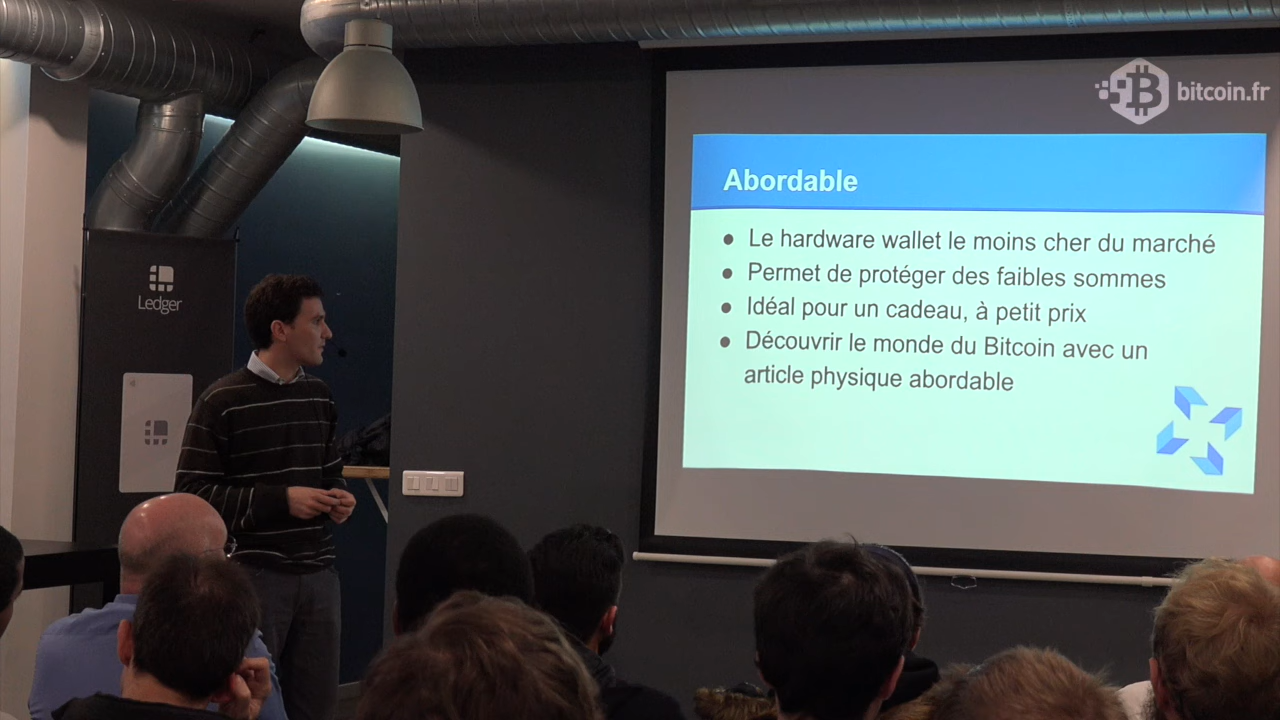 bitcoin.fr
Abordable
● Le hardware wallet le moins cher du marché
● Permet de protéger des faibles sommes
● Idéal pour un cadeau, à petit prix
● Découvrir le monde du Bitcoin avec un
article physique abordable
Ledger